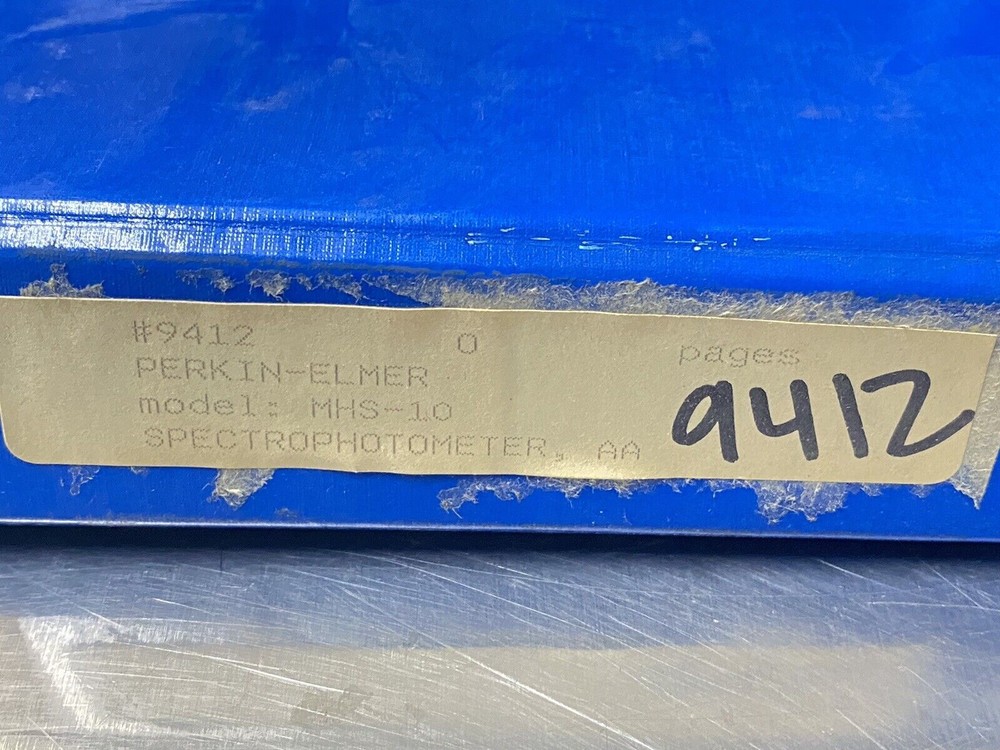 #9412 0 pages
PERKIN-ELMER
model: MHS-10
SPECTROPHOTOMETER, AA
9412